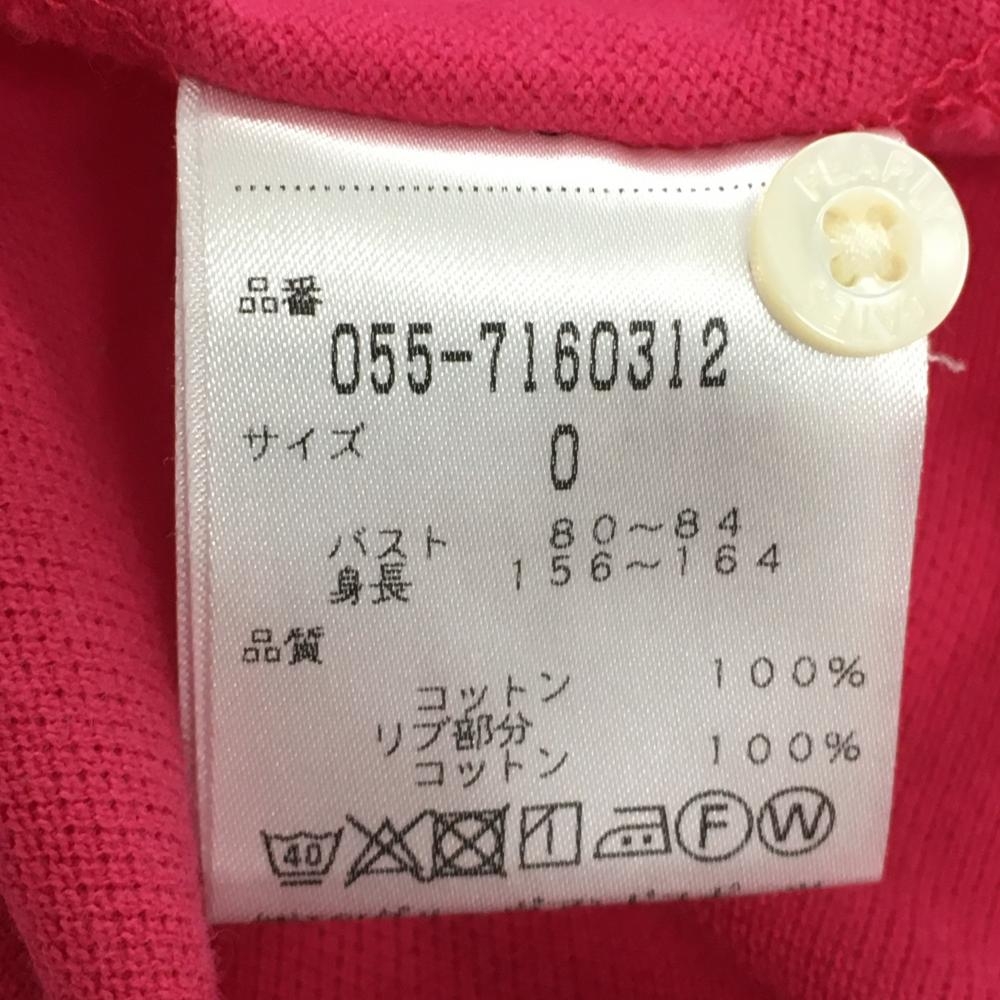 品番
055-7160312
サイズ 0
バスト 80～84
身長 156～164
品質
コットン 100%
リブ部分
コットン 100%
40 F W